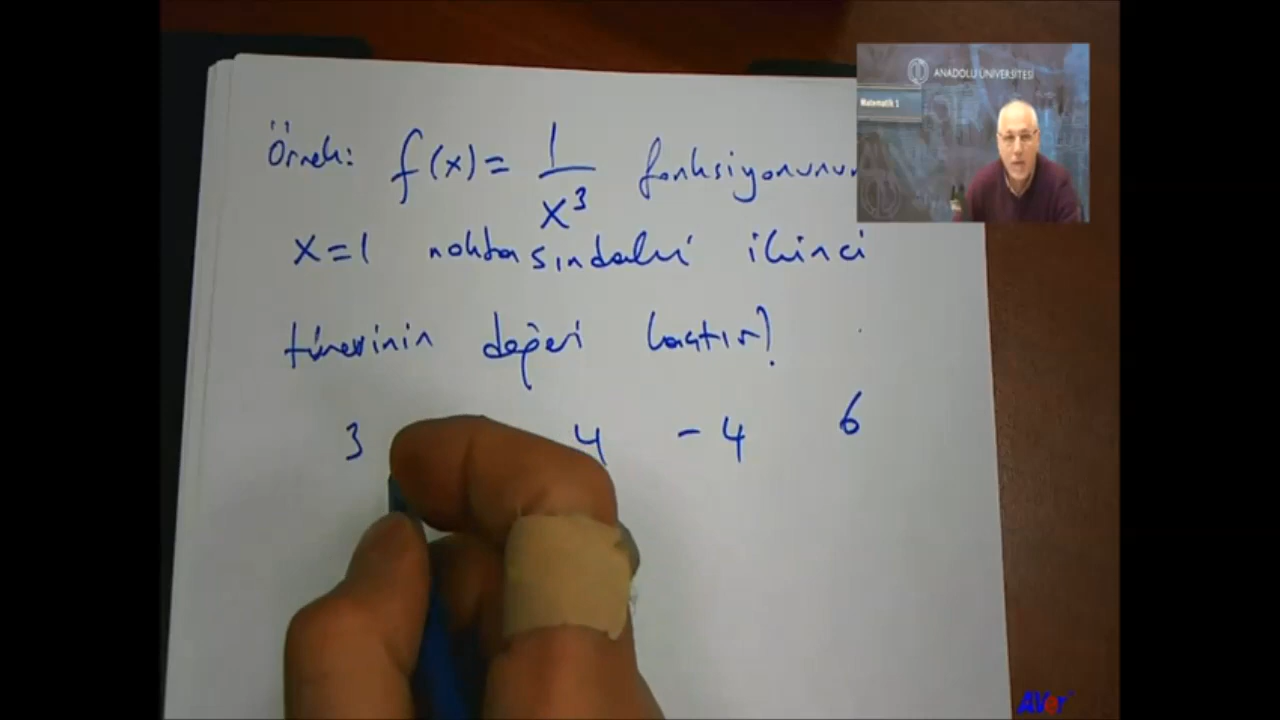 Örnek: f(x) = 1/x³ fonksiyonunun
x=1 noktasındaki ikinci
türevinin değeri kaçtır?
3 4 -4 6
ANADOLU ÜNİVERSİTESİ
Matematik 1
AVer